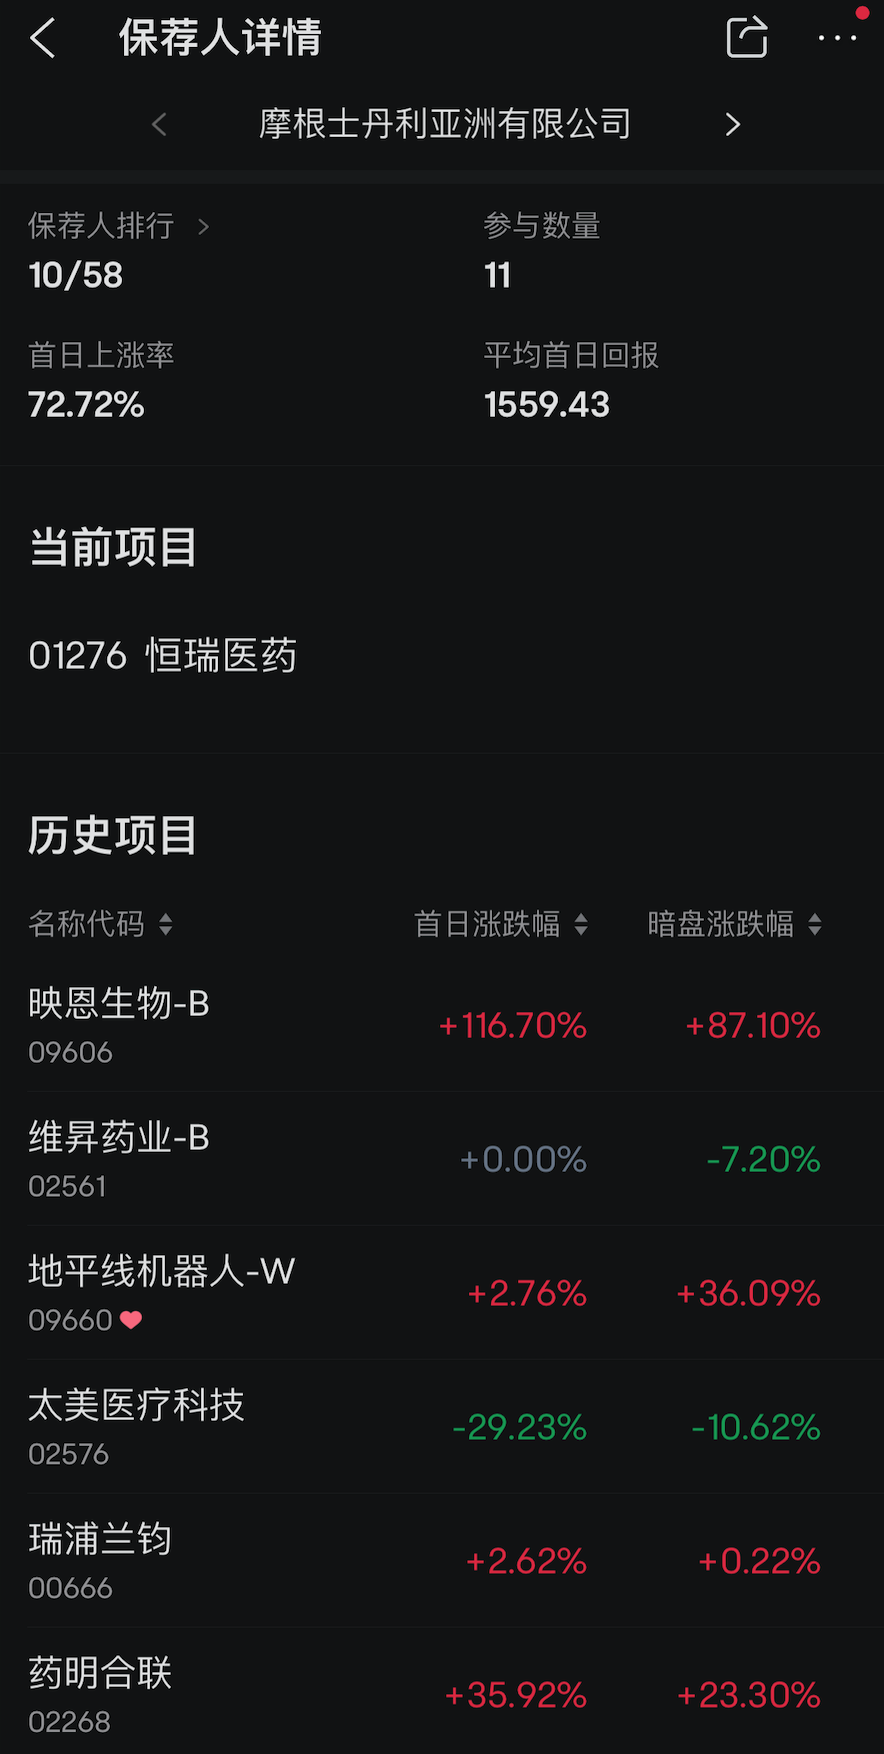 保荐人详情
摩根士丹利亚洲有限公司
保荐人排行 参与数量
10/58 11
首日上涨率 平均首日回报
72.72% 1559.43
当前项目
01276 恒瑞医药
历史项目
名称代码 首日涨跌幅 暗盘涨跌幅
映恩生物-B
09606 +116.70% +87.10%
维昇药业-B
02561 +0.00% -7.20%
地平线机器人-W
09660 +2.76% +36.09%
太美医疗科技
02576 -29.23% -10.62%
瑞浦兰钧
00666 +2.62% +0.22%
药明合联
02268 +35.92% +23.30%